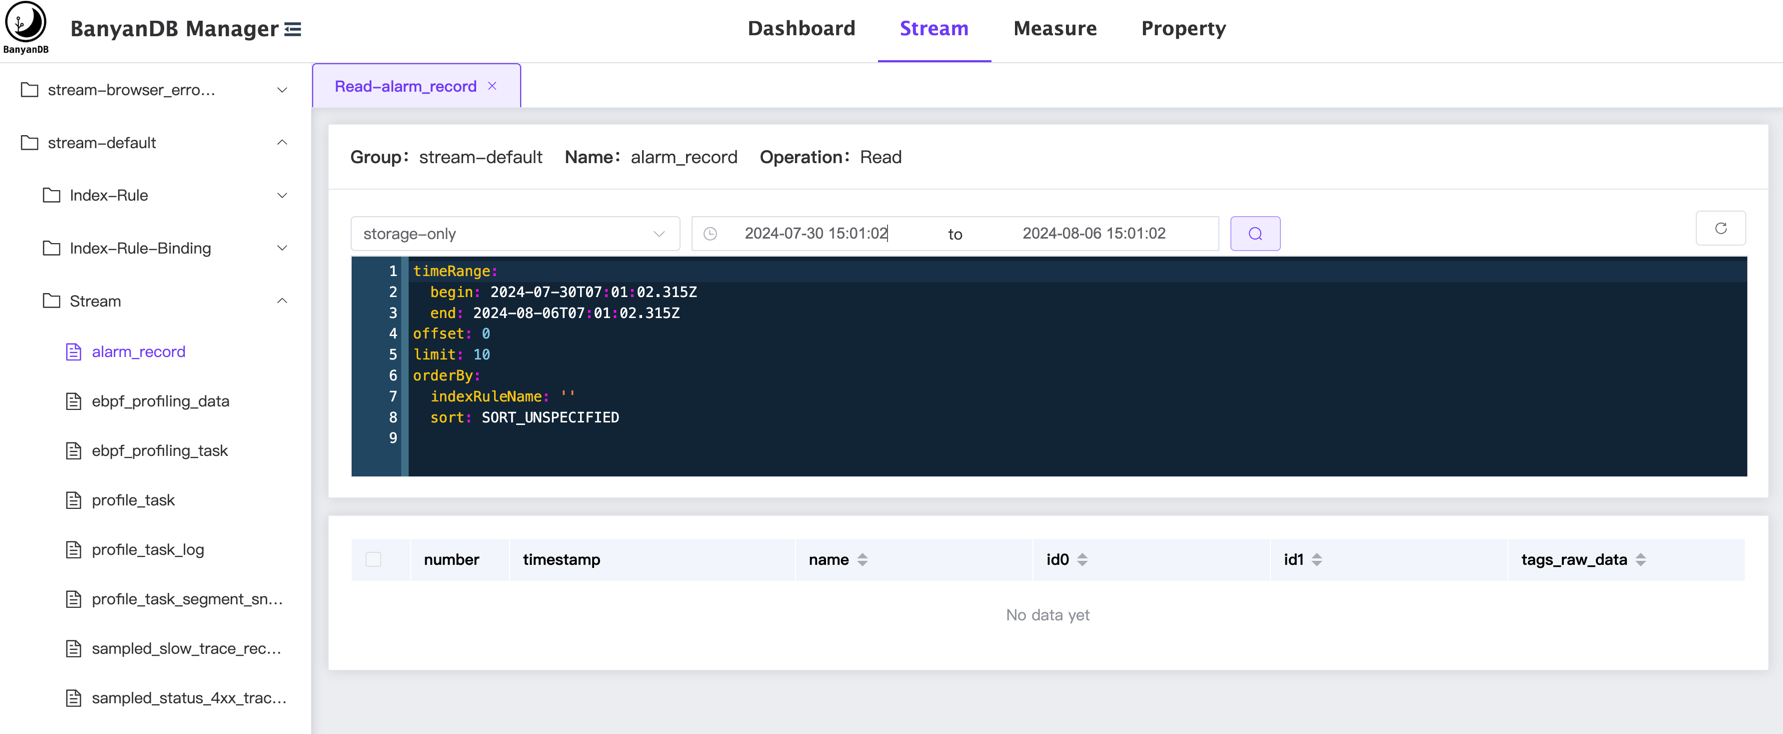 BanyanDB
BanyanDB Manager
Dashboard
Stream
Measure
Property
stream-browser_erro...
stream-default
Index-Rule
Index-Rule-Binding
Stream
alarm_record
ebpf_profiling_data
ebpf_profiling_task
profile_task
profile_task_log
profile_task_segment_sn...
sampled_slow_trace_rec...
sampled_status_4xx_trac...
Read-alarm_record ×
Group: stream-default Name: alarm_record Operation: Read
storage-only
2024-07-30 15:01:02 to 2024-08-06 15:01:02
1 timeRange:
2 begin: 2024-07-30T07:01:02.315Z
3 end: 2024-08-06T07:01:02.315Z
4 offset: 0
5 limit: 10
6 orderBy:
7 indexRuleName: ''
8 sort: SORT_UNSPECIFIED
9
number timestamp name id0 id1 tags_raw_data
No data yet